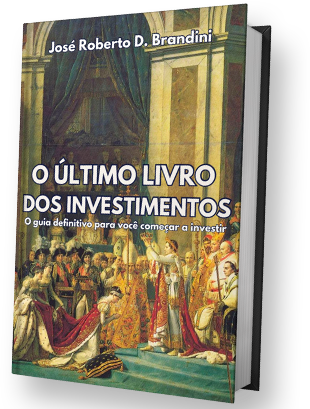 José Roberto D. Brandini
O ÚLTIMO LIVRO
DOS INVESTIMENTOS
O guia definitivo para você começar a investir